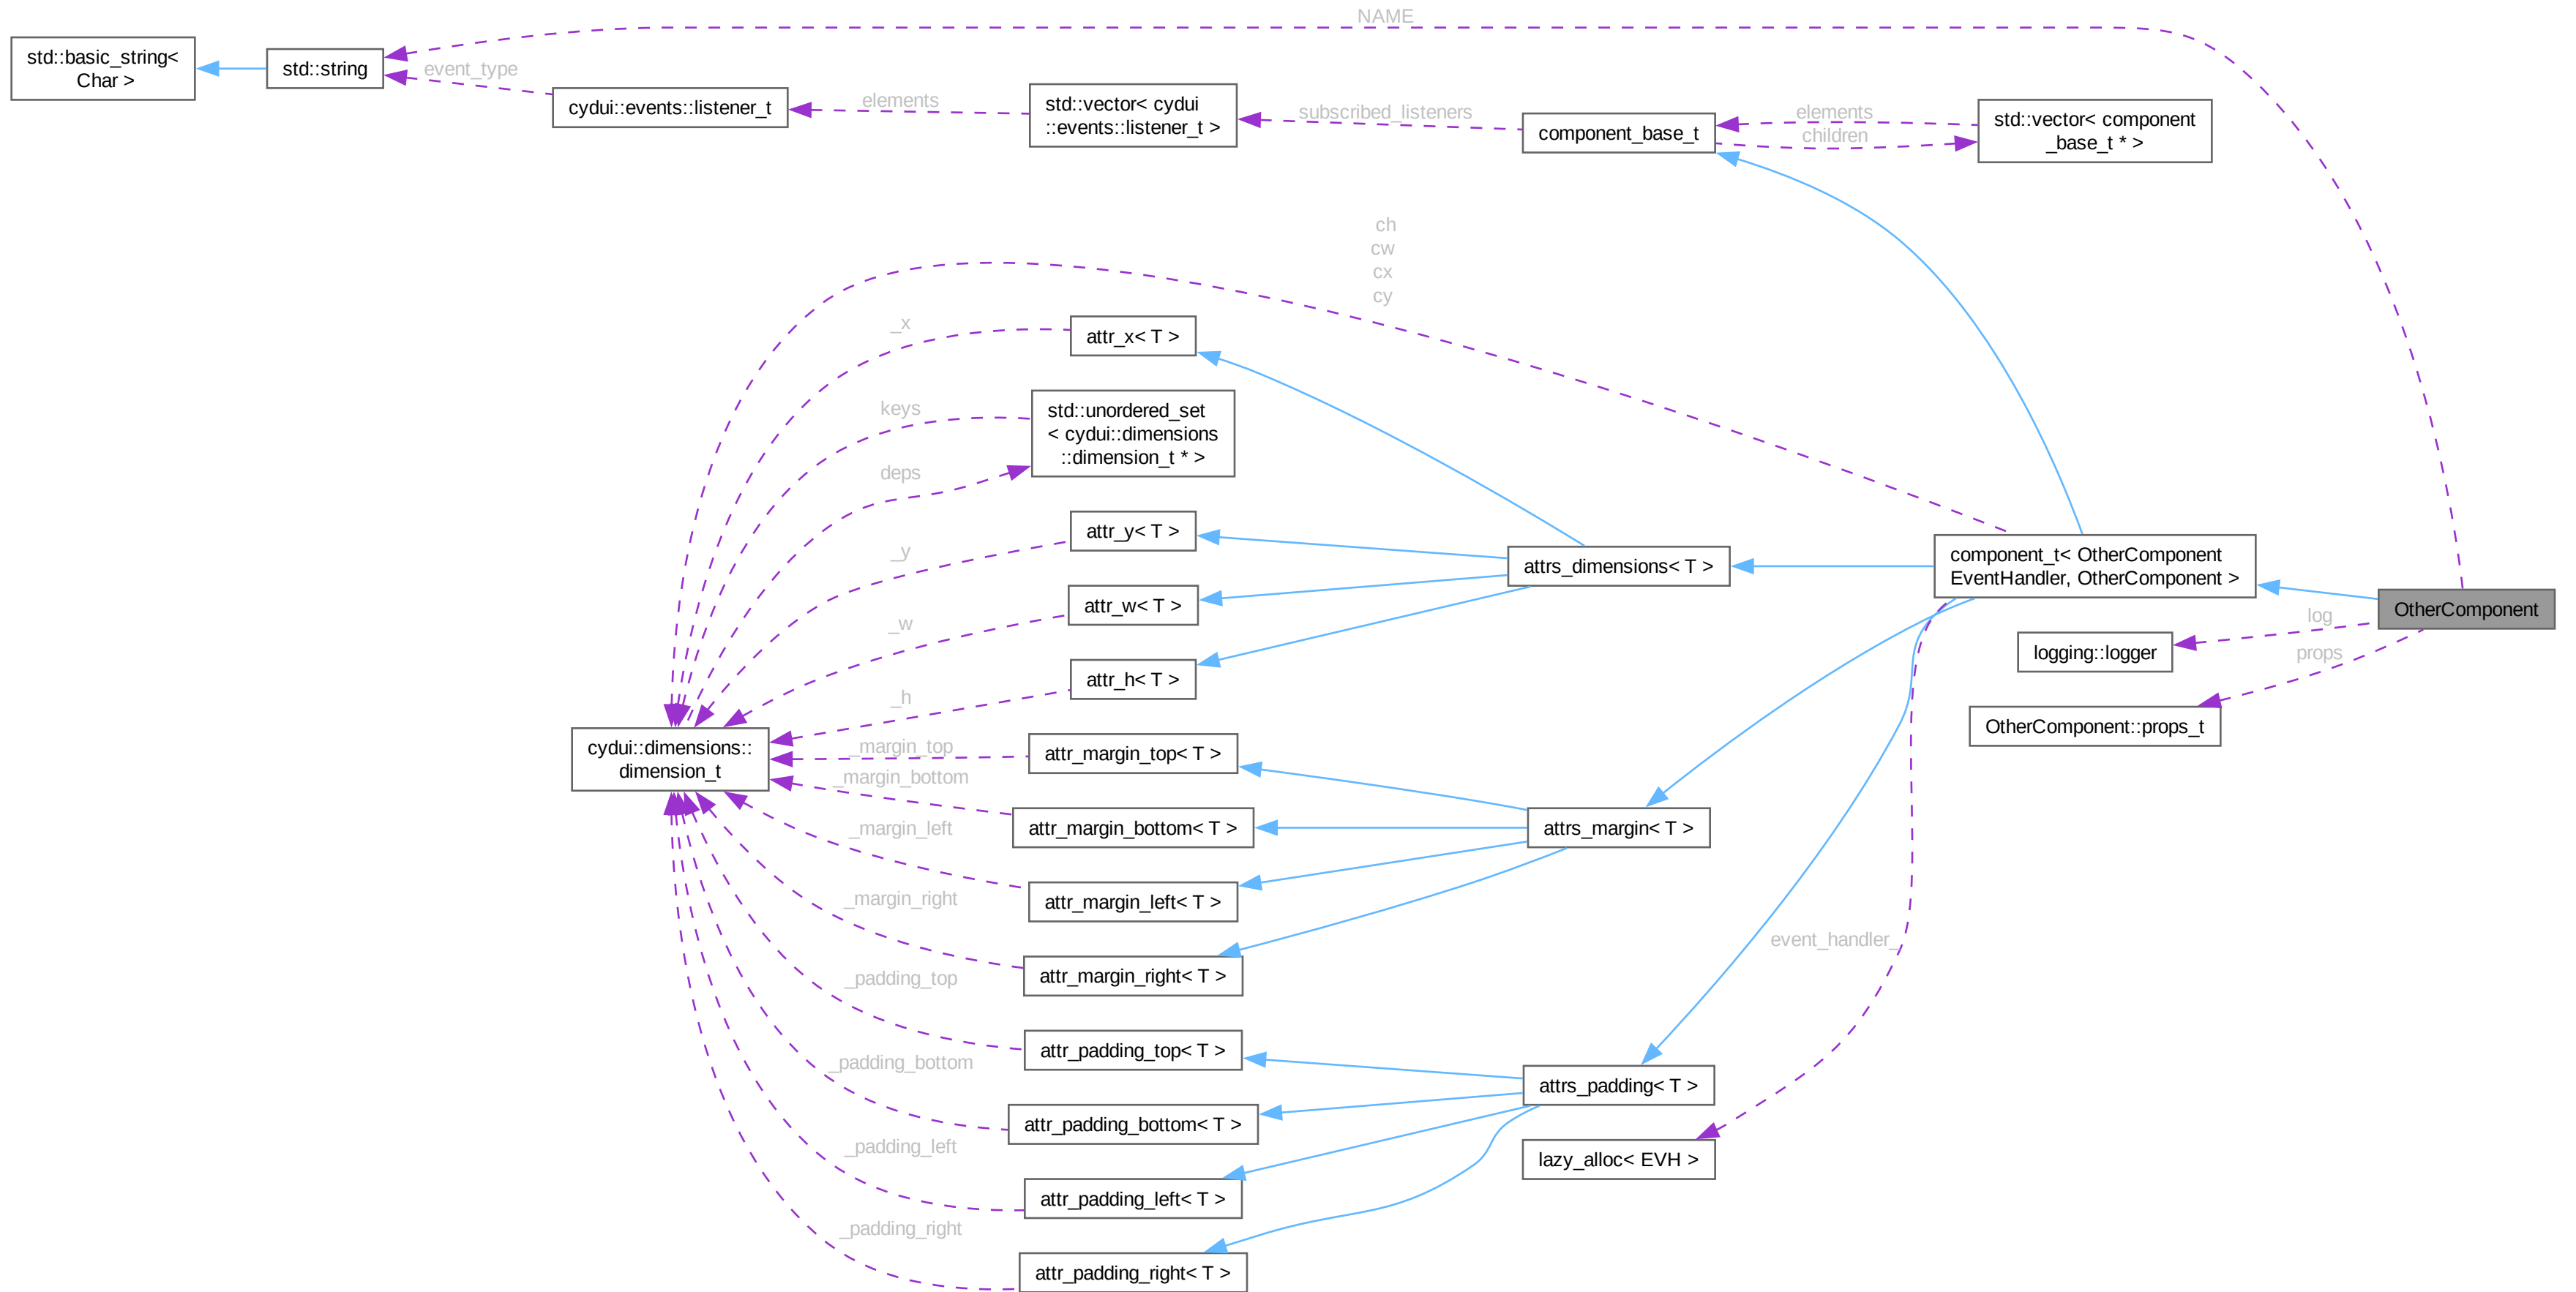 NAME
std::basic_string<
Char >
std::string
event_type
cydui::events::listener_t
elements
std::vector< cydui
::events::listener_t >
subscribed_listeners
component_base_t
elements
children
std::vector< component
_base_t * >
ch
cw
cx
cy
_x
attr_x< T >
keys
std::unordered_set
< cydui::dimensions
::dimension_t * >
deps
_y
attr_y< T >
attrs_dimensions< T >
component_t< OtherComponent
EventHandler, OtherComponent >
OtherComponent
_w
attr_w< T >
log
logging::logger
props
OtherComponent::props_t
_h
attr_h< T >
cydui::dimensions::
dimension_t
_margin_top
attr_margin_top< T >
_margin_bottom
attr_margin_bottom< T >
attrs_margin< T >
_margin_left
attr_margin_left< T >
_margin_right
attr_margin_right< T >
event_handler_
_padding_top
attr_padding_top< T >
_padding_bottom
attr_padding_bottom< T >
attrs_padding< T >
lazy_alloc< EVH >
_padding_left
attr_padding_left< T >
_padding_right
attr_padding_right< T >